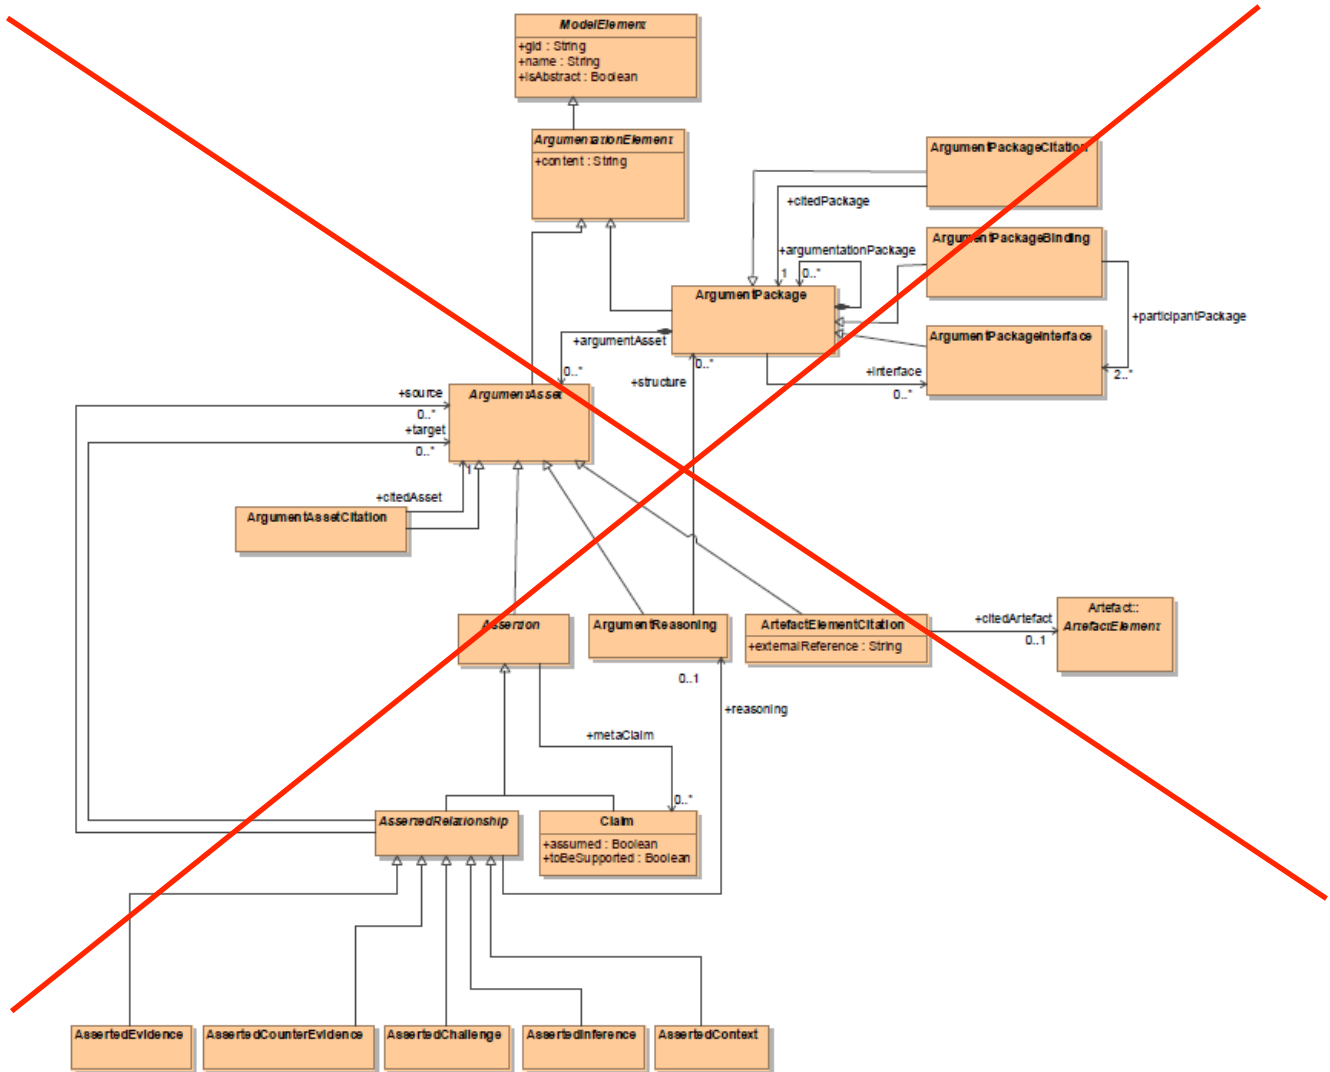 ModelElement
+gid : String
+name : String
+isAbstract : Boolean
ArgumentationElement
+content : String
ArgumentPackageCitation
+citedPackage
ArgumentPackageBinding
+argumentationPackage
1
0..*
ArgumentPackage
+participantPackage
ArgumentPackageInterface
+argumentAsset
0..*
0..*
+structure
+interface
0..*
2..*
+source
0..*
ArgumentAsset
+target
0..*
1
+citedAsset
ArgumentAssetCitation
Assertion
ArgumentReasoning
ArtefactElementCitation
+externalReference : String
+citedArtefact
0..1
Artefact::
ArtefactElement
0..1
+reasoning
+metaClaim
0..*
AssertedRelationship
Claim
+assumed : Boolean
+toBeSupported : Boolean
AssertedEvidence
AssertedCounterEvidence
AssertedChallenge
AssertedInference
AssertedContext